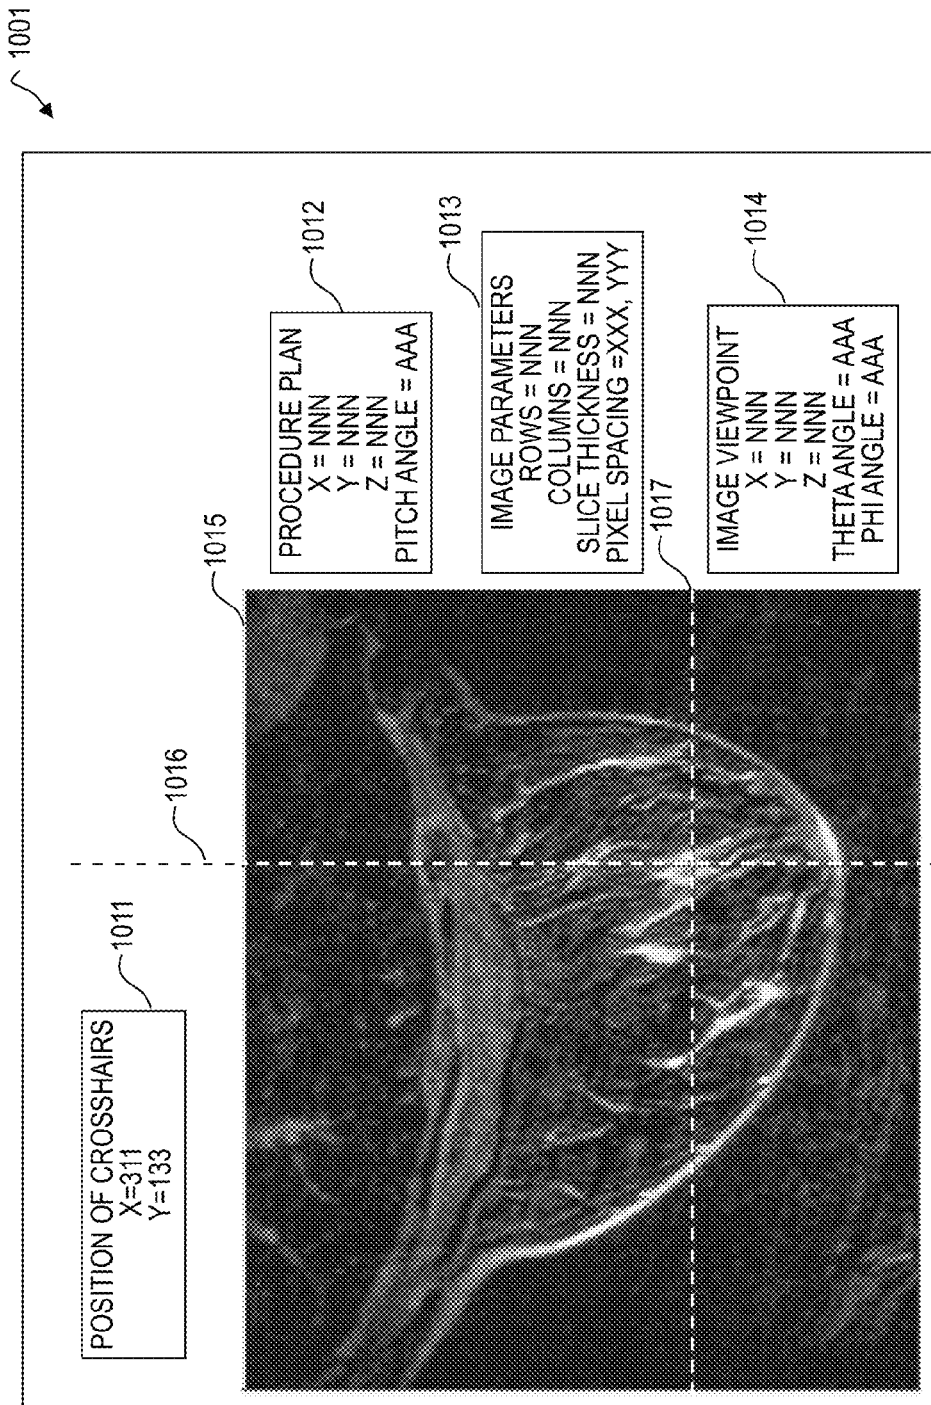 1001
POSITION OF CROSSHAIRS
X=311
Y=133
1011
1016
1015
PROCEDURE PLAN
X = NNN
Y = NNN
Z = NNN
PITCH ANGLE = AAA
1012
IMAGE PARAMETERS
ROWS = NNN
COLUMNS = NNN
SLICE THICKNESS = NNN
PIXEL SPACING =XXX, YYY
1013
1017
IMAGE VIEWPOINT
X = NNN
Y = NNN
Z = NNN
THETA ANGLE = AAA
PHI ANGLE = AAA
1014